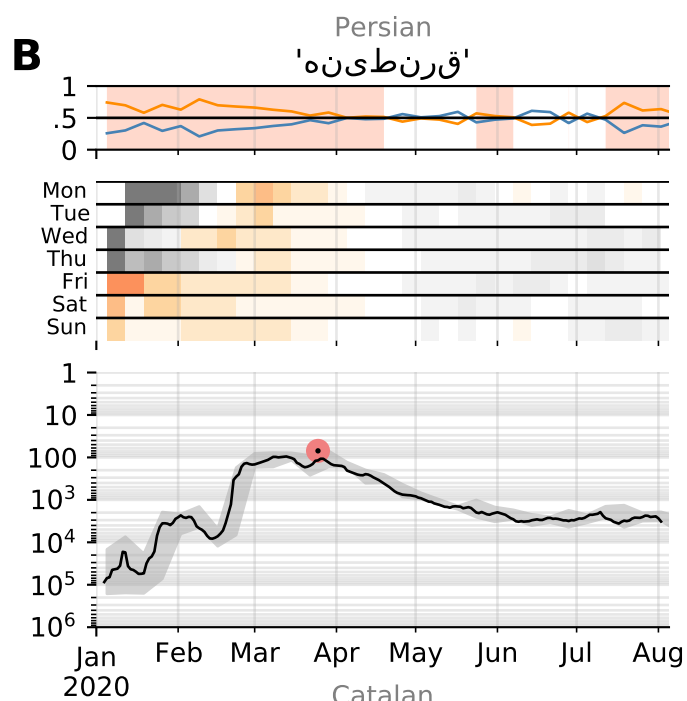 Persian
B
'قرنطینه'
1
.5
0
Mon
Tue
Wed
Thu
Fri
Sat
Sun
1
10
100
10³
10⁴
10⁵
10⁶
Jan Feb Mar Apr May Jun Jul Aug
2020
Catalan